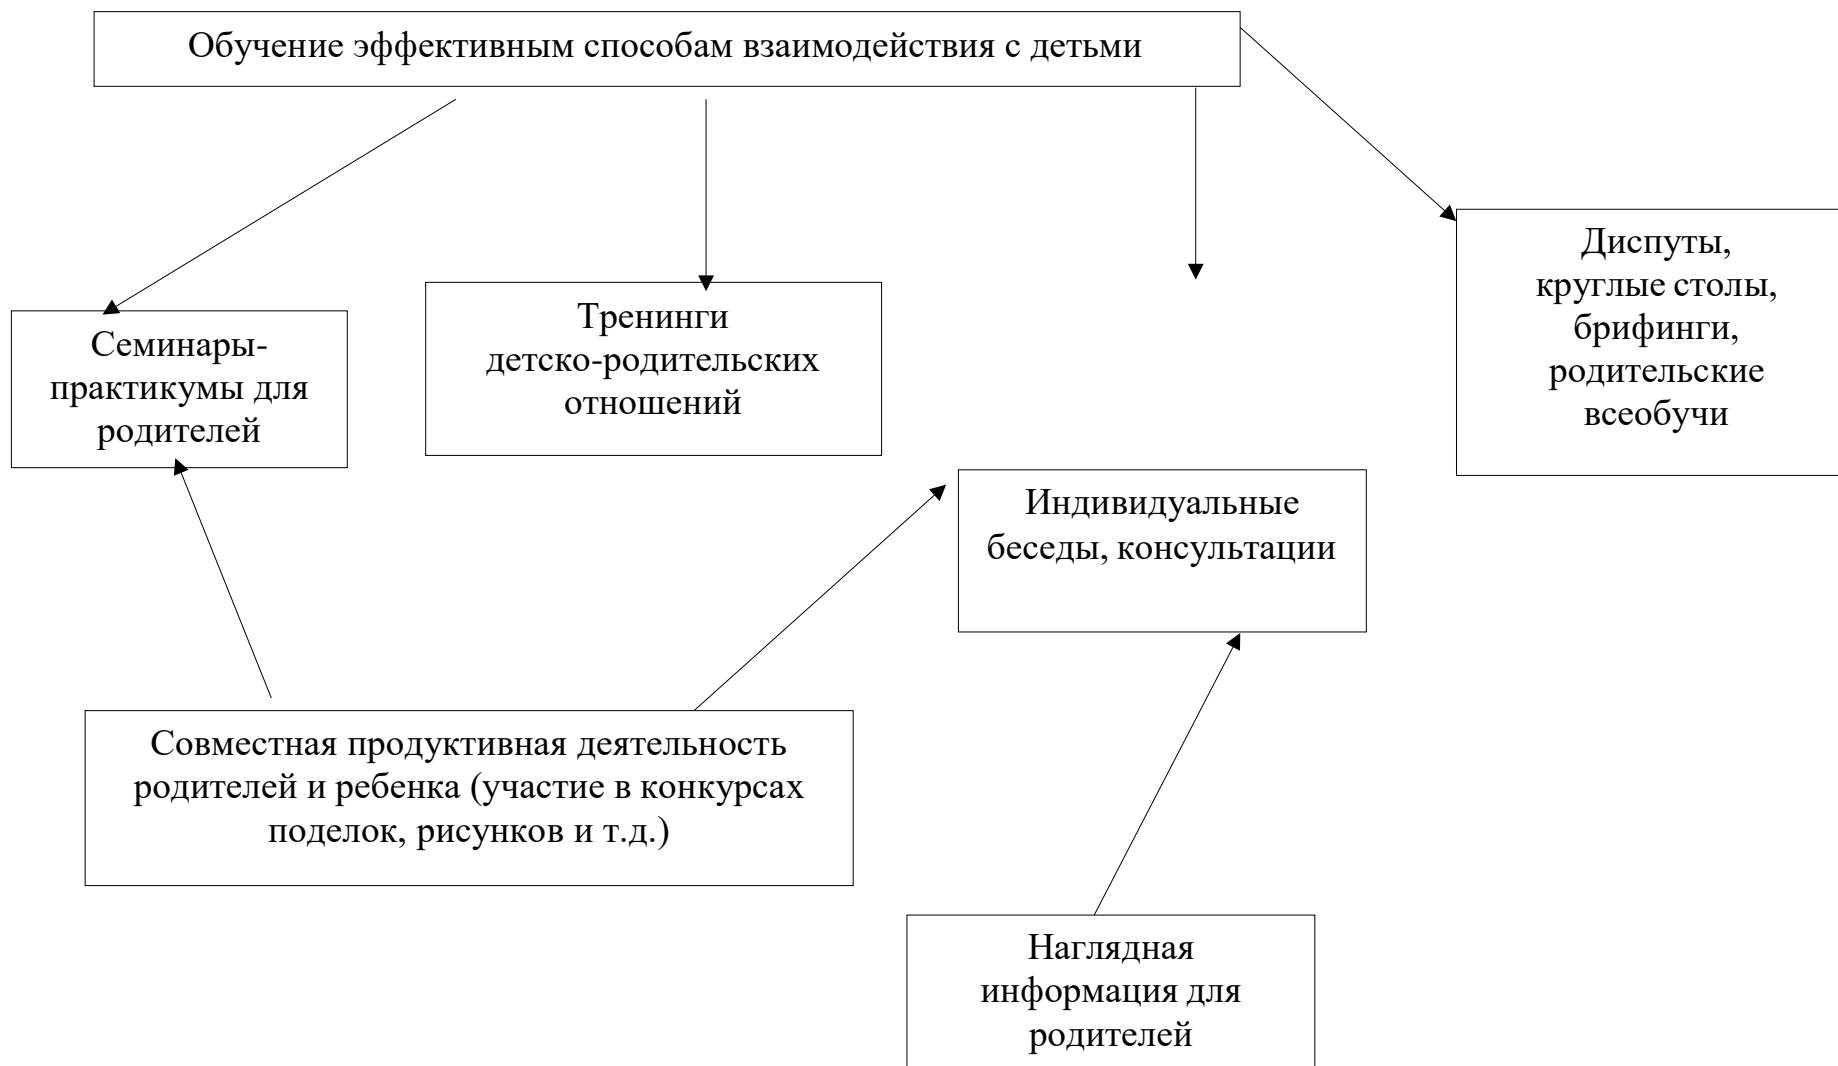 Обучение эффективным способам взаимодействия с детьми
Диспуты,
круглые столы,
брифинги,
родительские
всеобучи
Семинары-
практикумы для
родителей
Тренинги
детско-родительских
отношений
Индивидуальные
беседы, консультации
Совместная продуктивная деятельность
родителей и ребенка (участие в конкурсах
поделок, рисунков и т.д.)
Наглядная
информация для
родителей